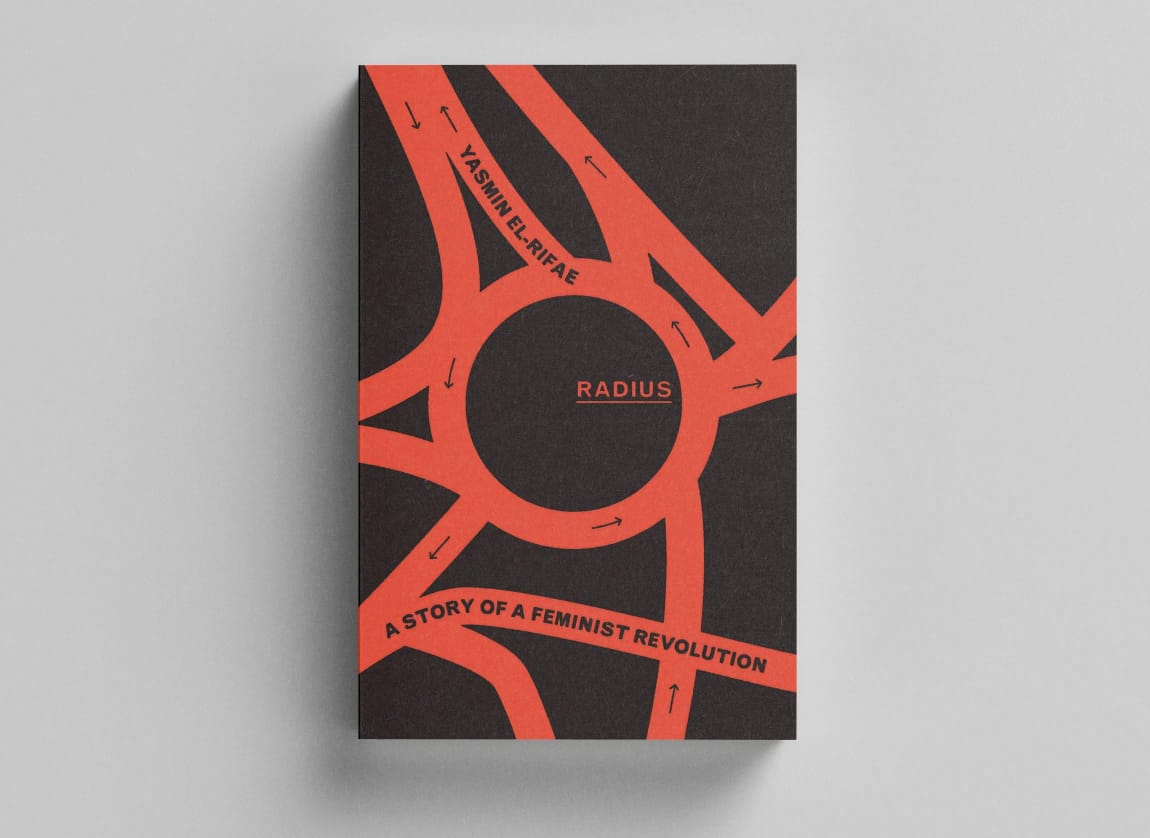 YASMIN EL-RIFAE
RADIUS
A STORY OF A FEMINIST REVOLUTION